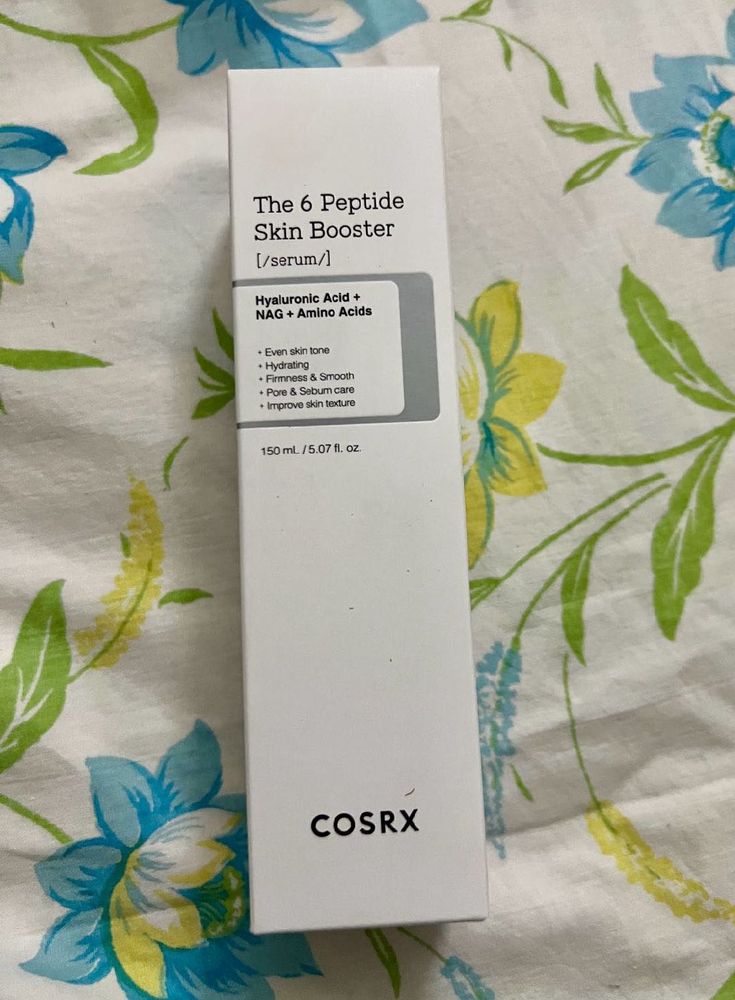 The 6 Peptide
Skin Booster
[/serum/]
Hyaluronic Acid +
NAG + Amino Acids
+ Even skin tone
+ Hydrating
+ Firmness & Smooth
+ Pore & Sebum care
+ Improve skin texture
150 mL / 5.07 fl. oz.
COSRX